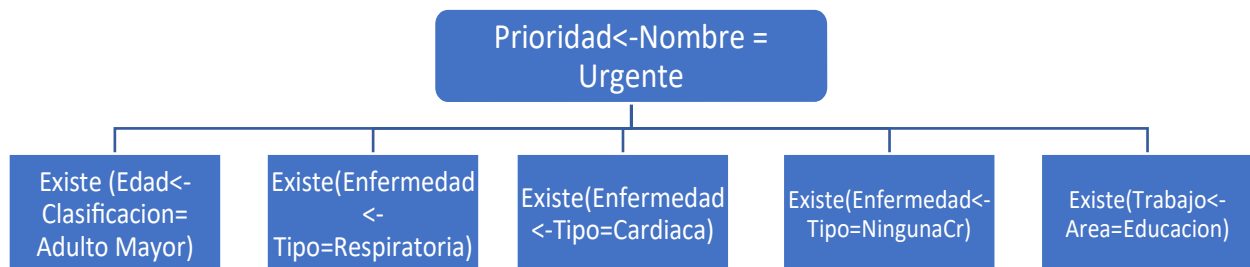 Prioridad<-Nombre =
Urgente
Existe (Edad<-
Clasificacion=
Adulto Mayor)
Existe(Enfermedad
<-
Tipo=Respiratoria)
Existe(Enfermedad
<-Tipo=Cardiaca)
Existe(Enfermedad<-
Tipo=NingunaCr)
Existe(Trabajo<-
Area=Educacion)